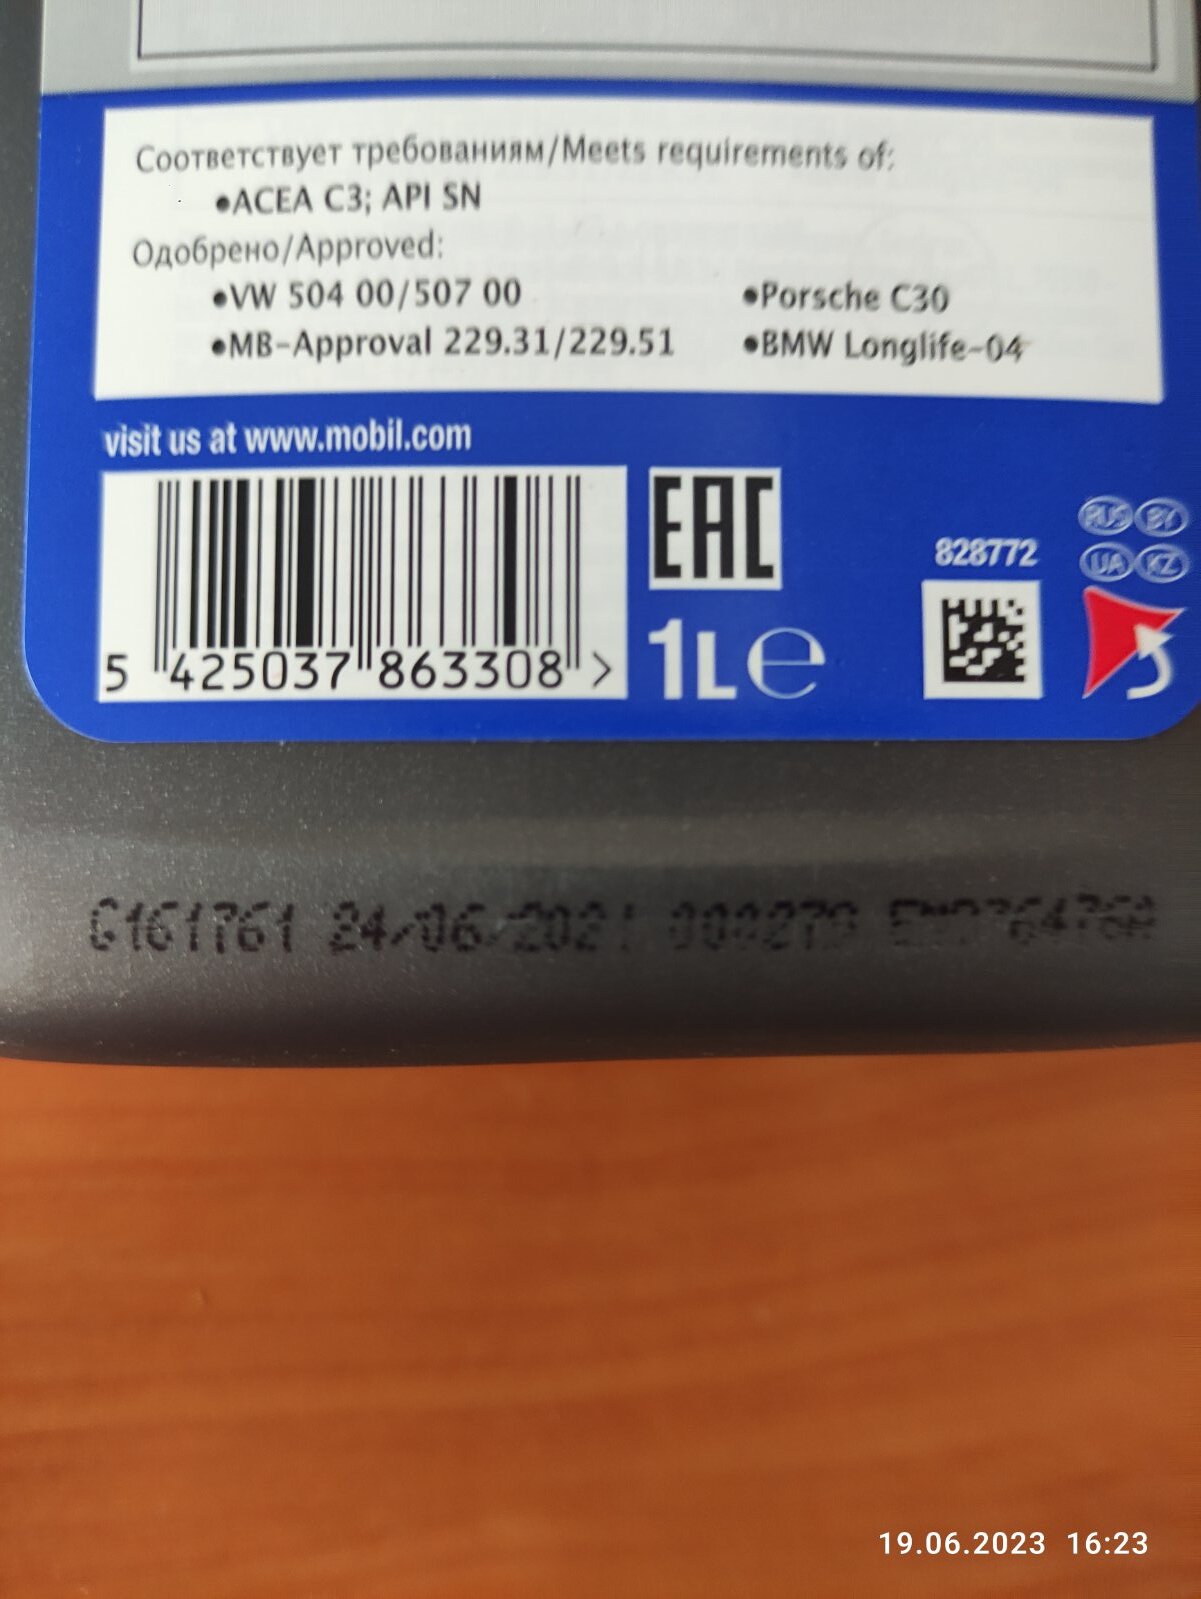 Соответствует требованиям/Meets requirements of:
•ACEA C3; API SN
Одобрено/Approved:
•VW 504 00/507 00 •Porsche C30
•MB-Approval 229.31/229.51 •BMW Longlife-04
visit us at www.mobil.com
EAC
828772
RUS BY
UA KZ
5 425037 863308 >
1L e
G161761 24/06/2021
19.06.2023 16:23